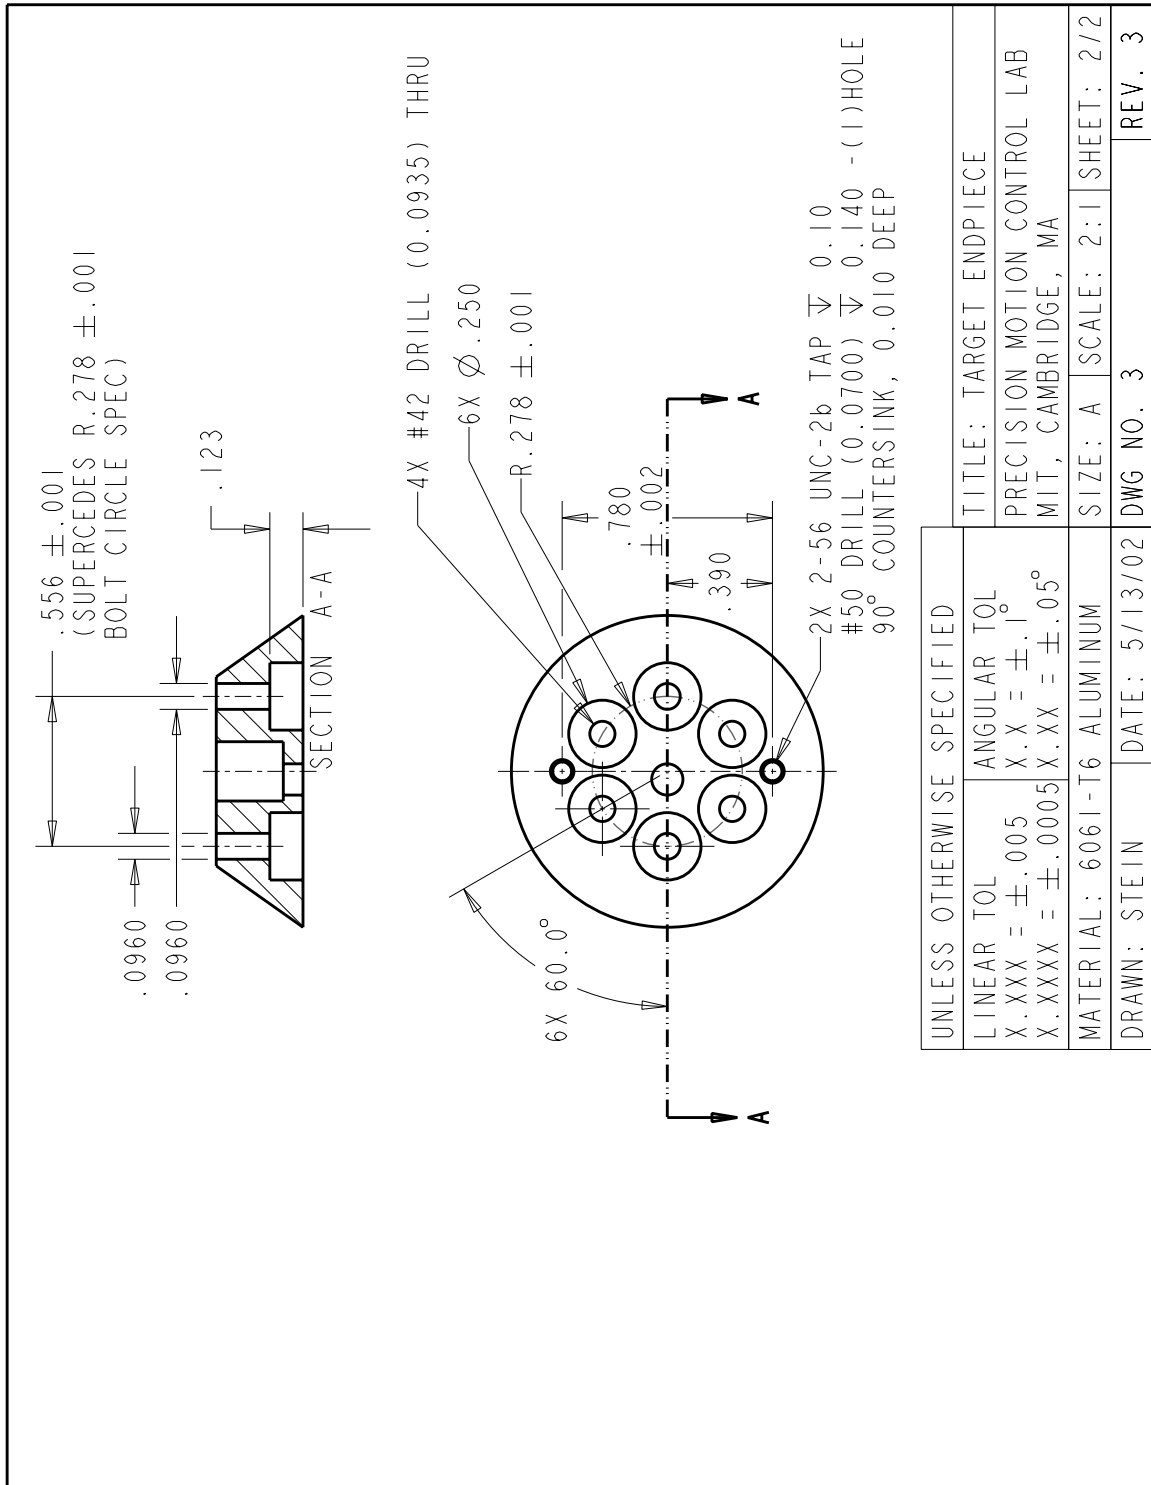 .556 ±.001
(SUPERCEDES R.278 ±.001
BOLT CIRCLE SPEC)
.123
.0960
.0960
SECTION A-A
4X #42 DRILL (0.0935) THRU
6X Ø.250
R.278 ±.001
.780
±.002
.390
6X 60.0°
A
A
2X 2-56 UNC-2b TAP ↧ 0.10
#50 DRILL (0.0700) ↧ 0.140 -(1)HOLE
90° COUNTERSINK, 0.010 DEEP
UNLESS OTHERWISE SPECIFIED
LINEAR TOL
X.XXX = ±.005
X.XXXX = ±.0005
ANGULAR TOL
X.X = ±.1°
X.XX = ±.05°
MATERIAL: 6061-T6 ALUMINUM
DRAWN: STEIN
DATE: 5/13/02
TITLE: TARGET ENDPIECE
PRECISION MOTION CONTROL LAB
MIT, CAMBRIDGE, MA
SIZE: A
SCALE: 2:1
SHEET: 2/2
DWG NO. 3
REV. 3